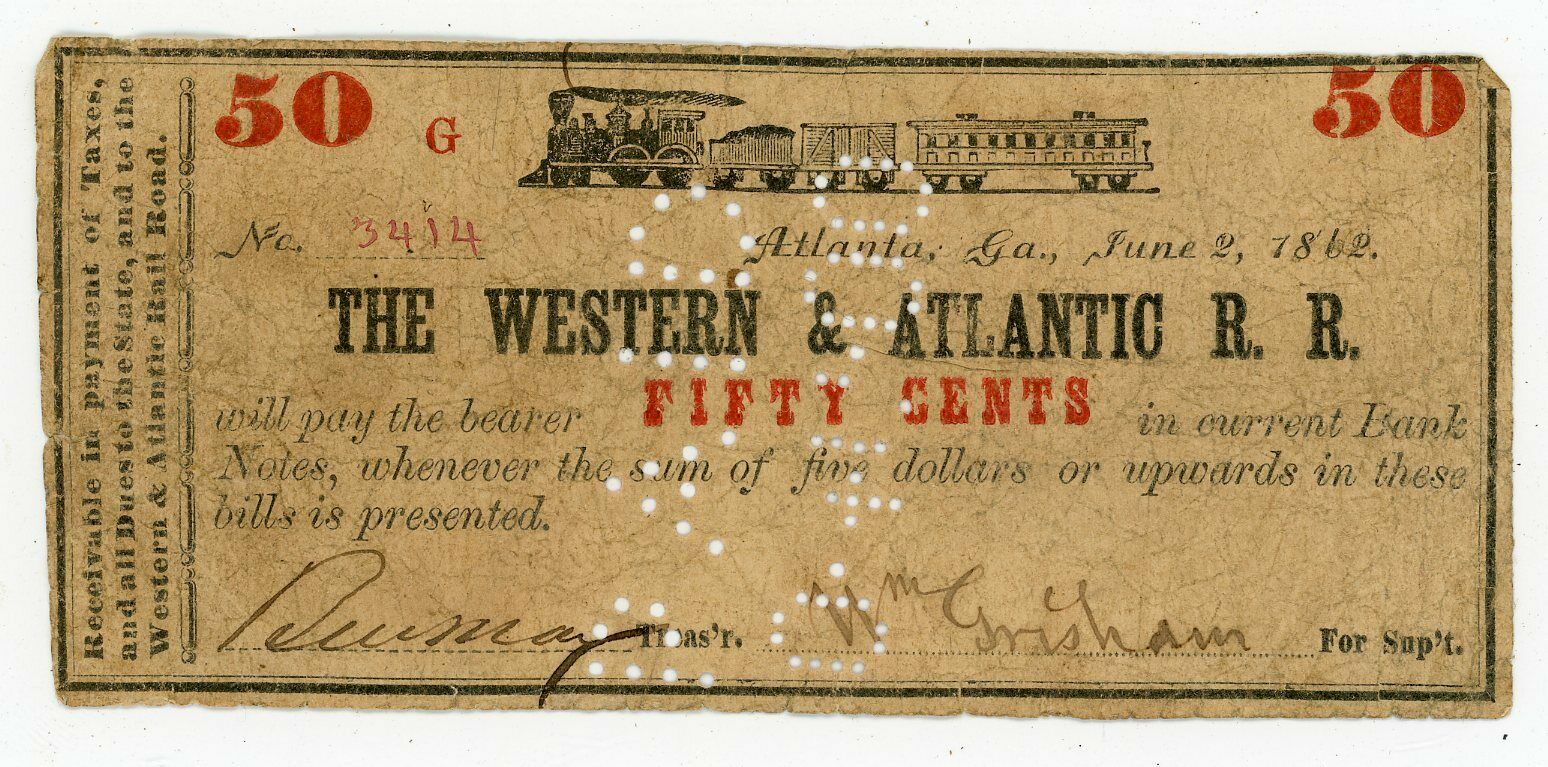 Receivable in payment of Taxes,
and all Dues to the State, and to the
Western & Atlantic Rail Road.
50
G
50
No. 3414
Atlanta, Ga., June 2, 1862.
THE WESTERN & ATLANTIC R. R.
will pay the bearer FIFTY CENTS in current Bank
Notes, whenever the sum of five dollars or upwards in these
bills is presented.
Treas'r. Wm Grisham For Sup't.